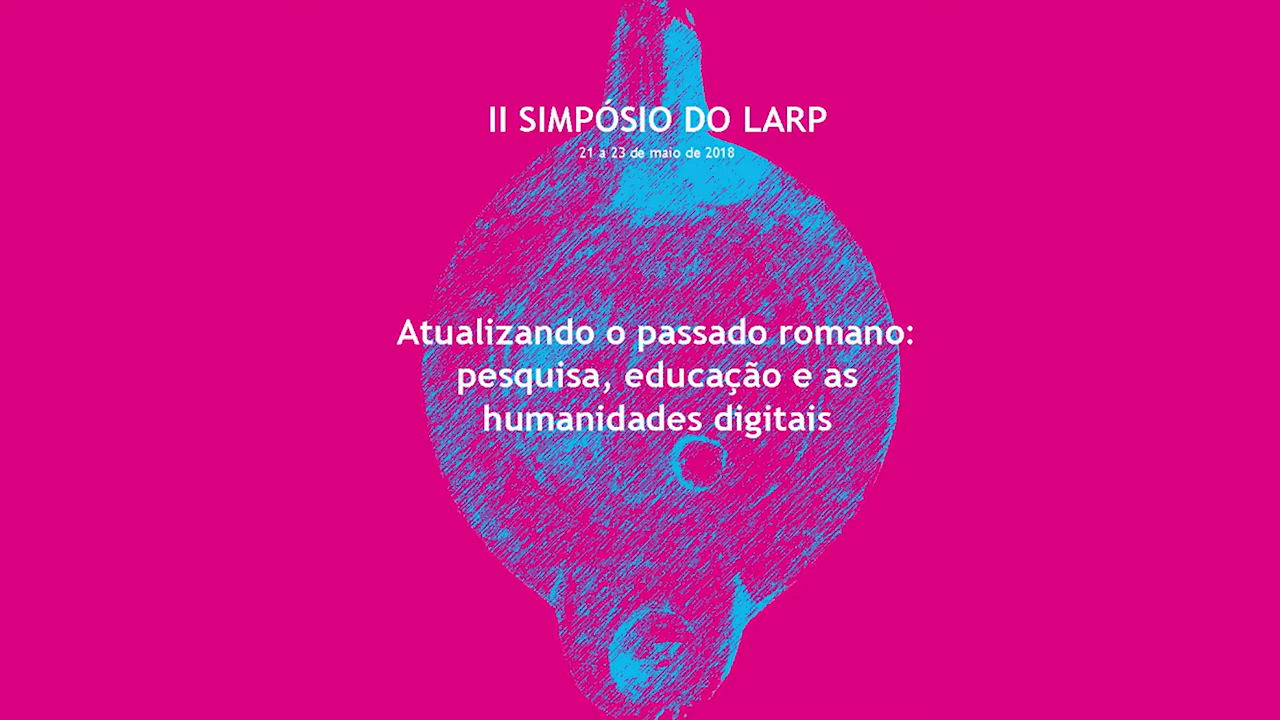 II SIMPÓSIO DO LARP
21 a 23 de maio de 2018
Atualizando o passado romano:
pesquisa, educação e as
humanidades digitais